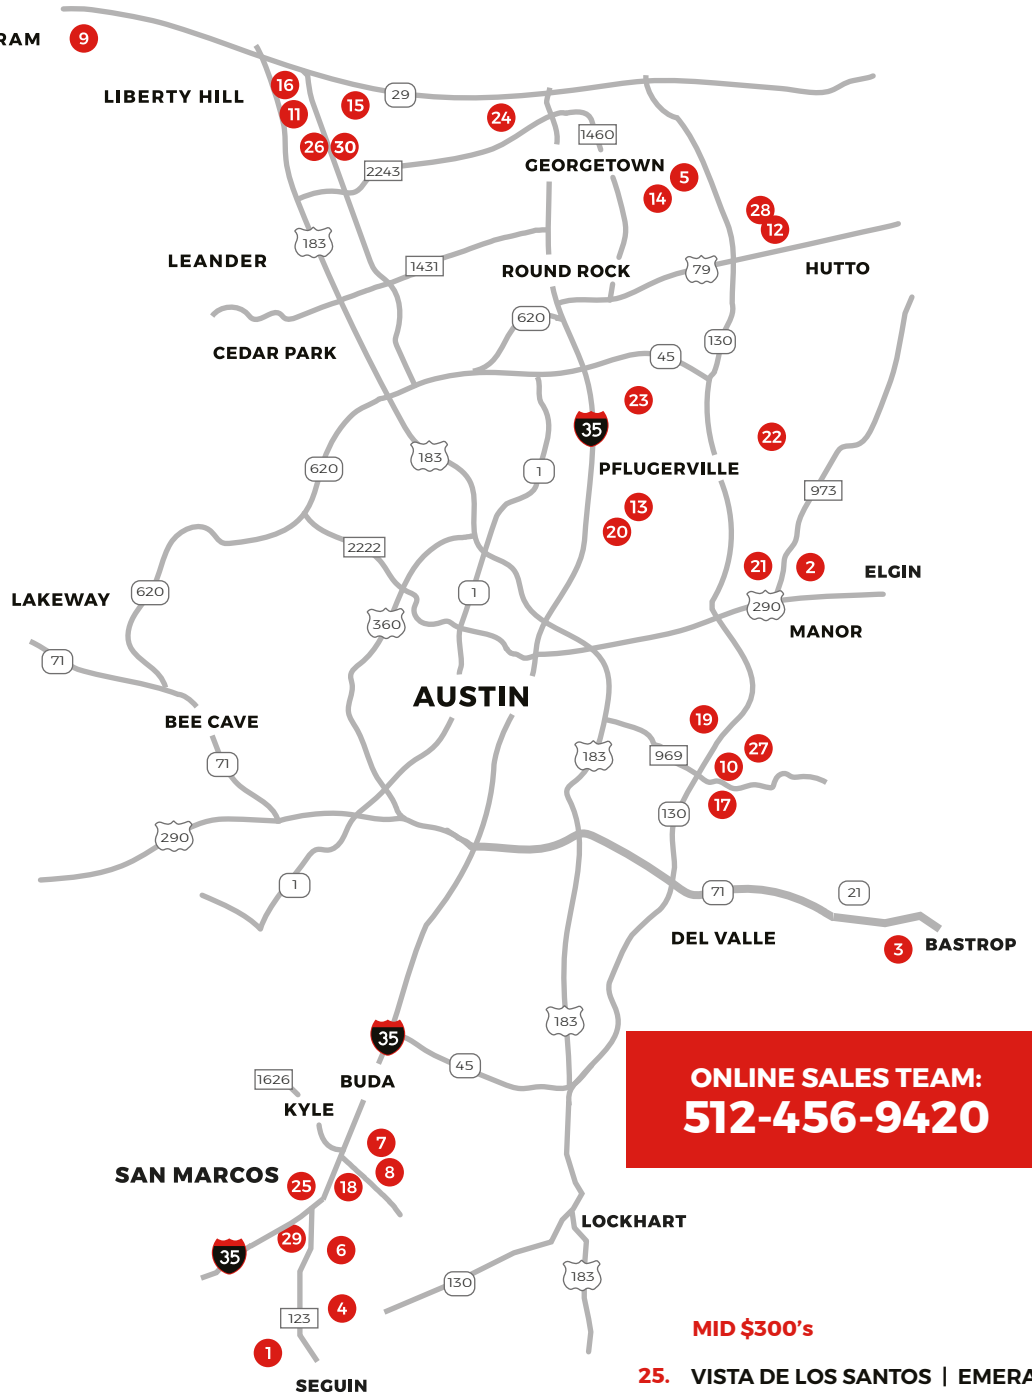 RAM
9
LIBERTY HILL
16
11
15
29
24
26
30
2243
1460
GEORGETOWN
5
14
28
12
183
LEANDER
1431
ROUND ROCK
79
HUTTO
620
CEDAR PARK
45
130
23
35
22
183
620
1
PFLUGERVILLE
973
13
20
2222
21
2
ELGIN
620
1
LAKEWAY
290
360
MANOR
71
AUSTIN
BEE CAVE
19
27
183
969
71
10
17
130
290
1
71
21
DEL VALLE
3
BASTROP
183
35
45
1626
BUDA
KYLE
ONLINE SALES TEAM:
512-456-9420
7
8
SAN MARCOS
25
18
LOCKHART
29
35
6
183
130
4
123
1
SEGUIN
MID $300's
25. VISTA DE LOS SANTOS | EMERA